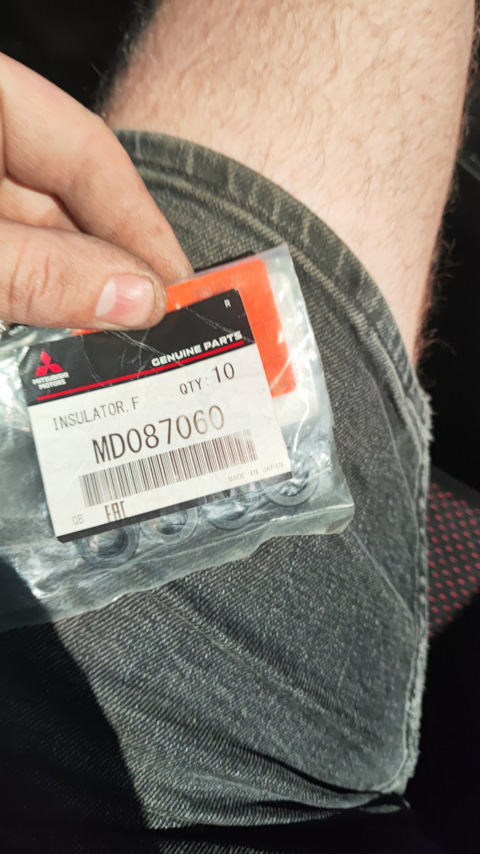 R
MITSUBISHI
MOTORS
GENUINE PARTS
QTY: 10
INSULATOR, F
MD087060
MADE IN JAPAN
QB
EAC